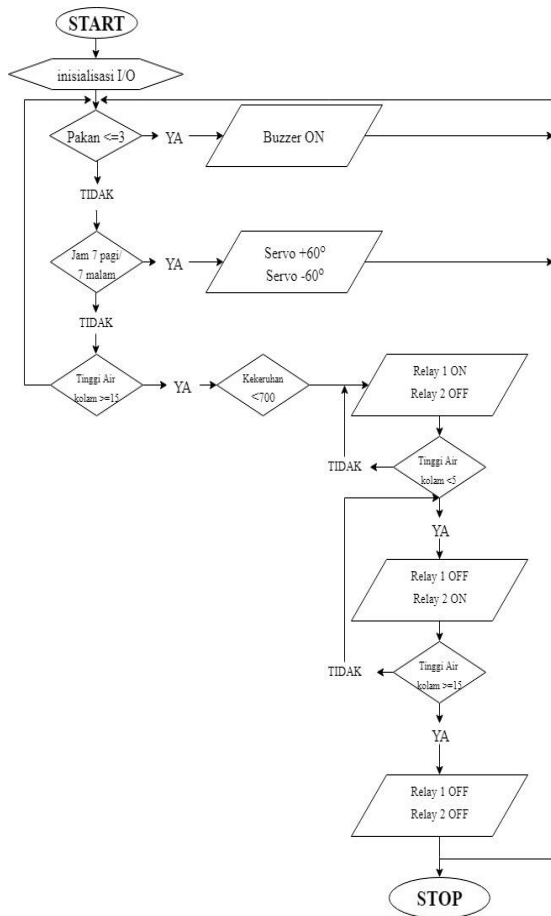 START
inisialisasi I/O
Pakan <=3
YA
Buzzer ON
TIDAK
Jam 7 pagi/
7 malam
YA
Servo +60⁰
Servo -60⁰
TIDAK
Tinggi Air
kolam >=15
YA
Kekeruhan
<700
Relay 1 ON
Relay 2 OFF
Tinggi Air
kolam <5
TIDAK
YA
Relay 1 OFF
Relay 2 ON
Tinggi Air
kolam >=15
TIDAK
YA
Relay 1 OFF
Relay 2 OFF
STOP